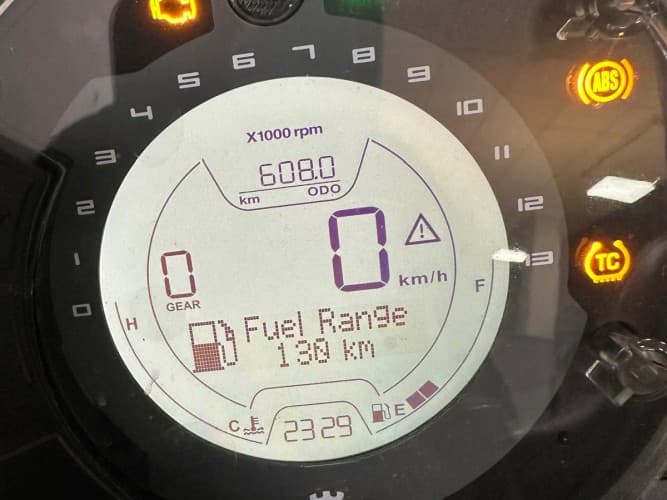 0 1 2 3 4 5 6 7 8 9 10 11 12 13
X1000 rpm
608.0
km ODO
ABS
0
km/h
0
GEAR
TC
H
F
Fuel Range
130 km
C
E
23 29